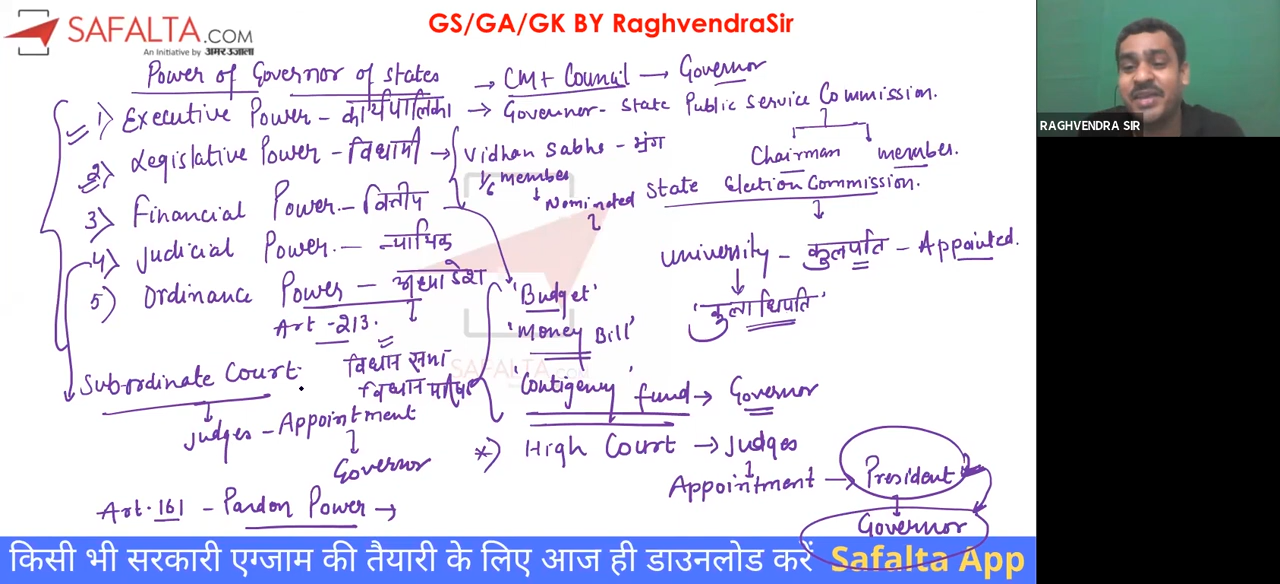 SAFALTA.COM
An Initiative by अमर उजाला
GS/GA/GK BY RaghvendraSir
Power of Governor of states → CM+ Council → Governor
1) Executive Power - कार्यपालिका → Governor - State Public Service Commission.
Chairman member.
2) Legislative Power - विधायी → Vidhan Sabha - भंग
1/6 member
Nominated
State Election Commission.
3) Financial Power - वित्तीय
4) Judicial Power - न्यायिक
University - कुलपति - Appointed.
'कुलाधिपति'
5) Ordinance Power - अध्यादेश
Art - 213.
विधान सभा
विधान परिषद
'Budget'
'Money Bill'
'Contigency' fund → Governor
Subordinate Court
Judges - Appointment
Governor
*) High Court → Judges
Appointment → President
Governor
Art. 161 - Pardon Power →
RAGHVENDRA SIR
SAFALTA.COM
किसी भी सरकारी एग्जाम की तैयारी के लिए आज ही डाउनलोड करें Safalta App